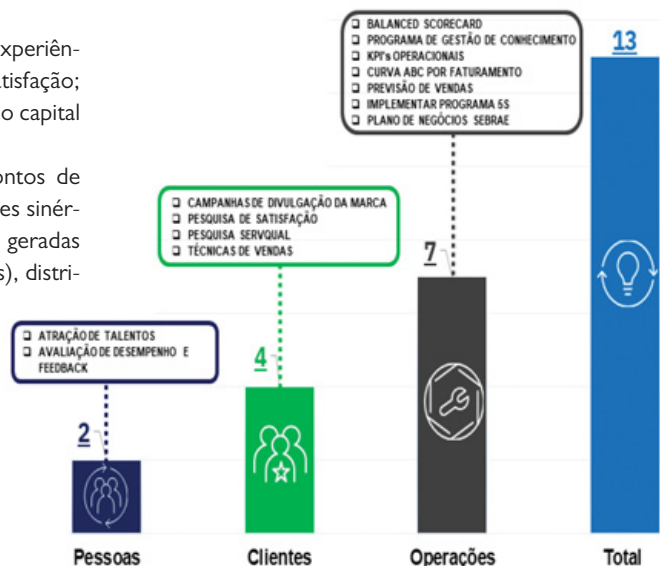 xperiên-
atisfação;
o capital
ontos de
es sinér-
geradas
s), distri-
❑ BALANCED SCORECARD
❑ PROGRAMA DE GESTÃO DE CONHECIMENTO
❑ KPI's OPERACIONAIS
❑ CURVA ABC POR FATURAMENTO
❑ PREVISÃO DE VENDAS
❑ IMPLEMENTAR PROGRAMA 5S
❑ PLANO DE NEGÓCIOS SEBRAE
13
❑ CAMPANHAS DE DIVULGAÇÃO DA MARCA
❑ PESQUISA DE SATISFAÇÃO
❑ PESQUISA SERVQUAL
❑ TÉCNICAS DE VENDAS
7
❑ ATRAÇÃO DE TALENTOS
❑ AVALIAÇÃO DE DESEMPENHO E
FEEDBACK
4
2
Pessoas
Clientes
Operações
Total